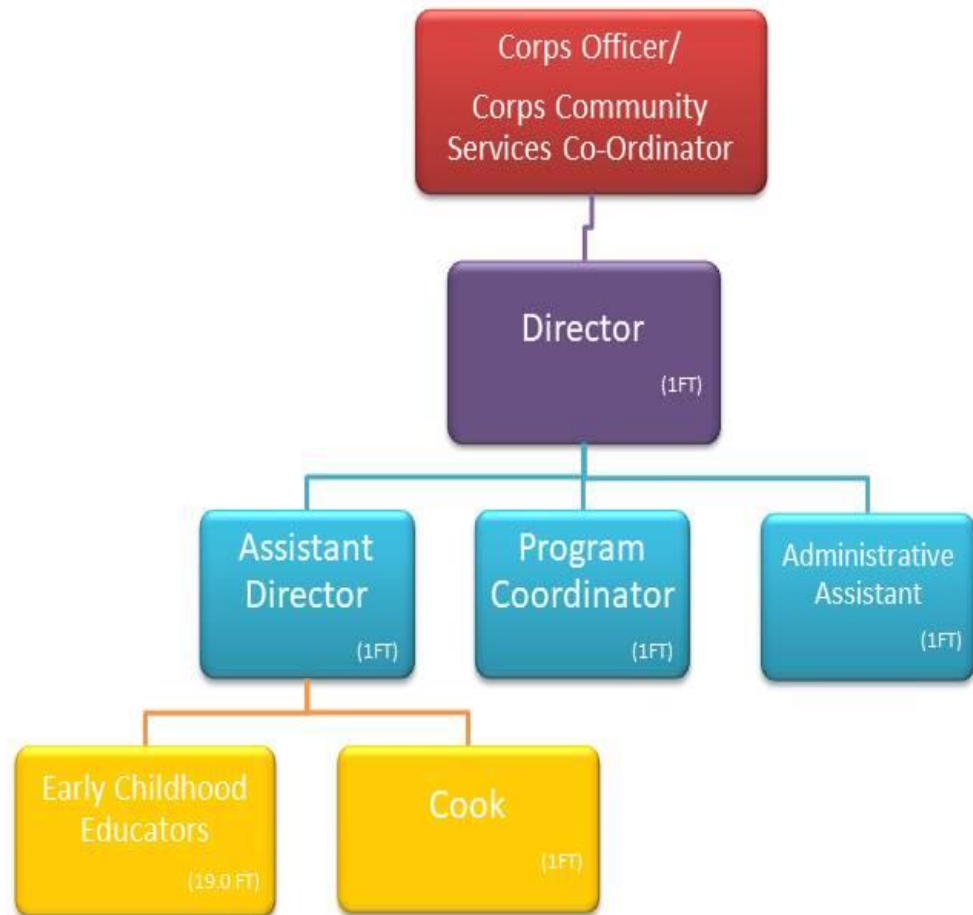 Corps Officer/
Corps Community
Services Co-Ordinator
Director
(1FT)
Assistant
Director
(1FT)
Program
Coordinator
(1FT)
Administrative
Assistant
(1FT)
Early Childhood
Educators
(19.0 FT)
Cook
(1FT)